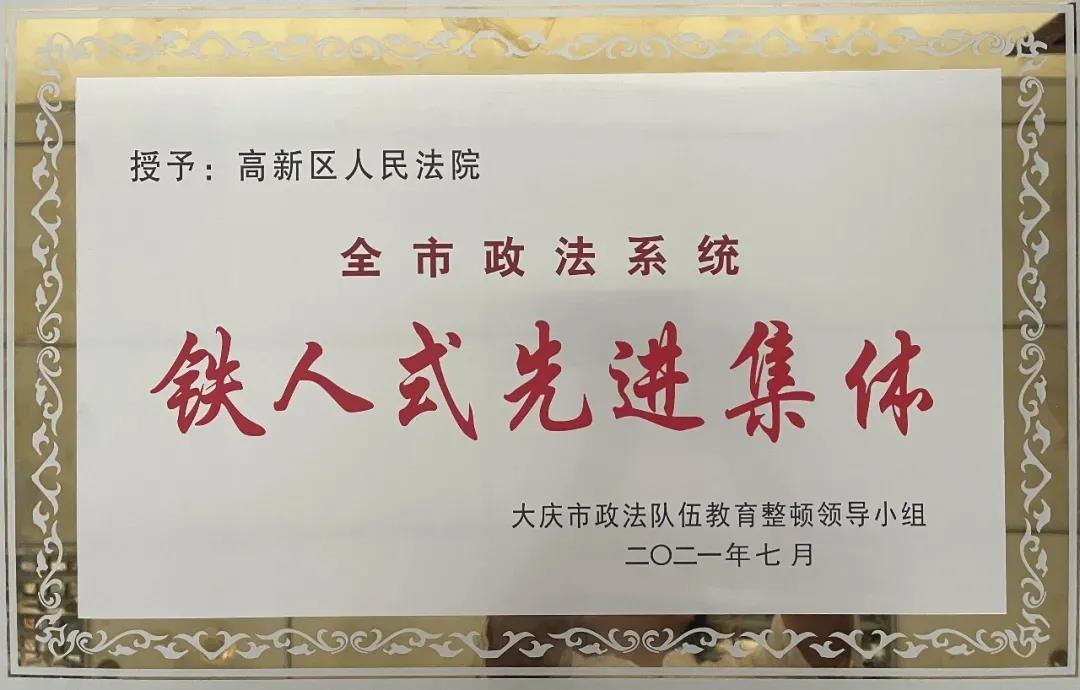 授予：高新区人民法院
全市政法系统
铁人式先进集体
大庆市政法队伍教育整顿领导小组
二〇二一年七月